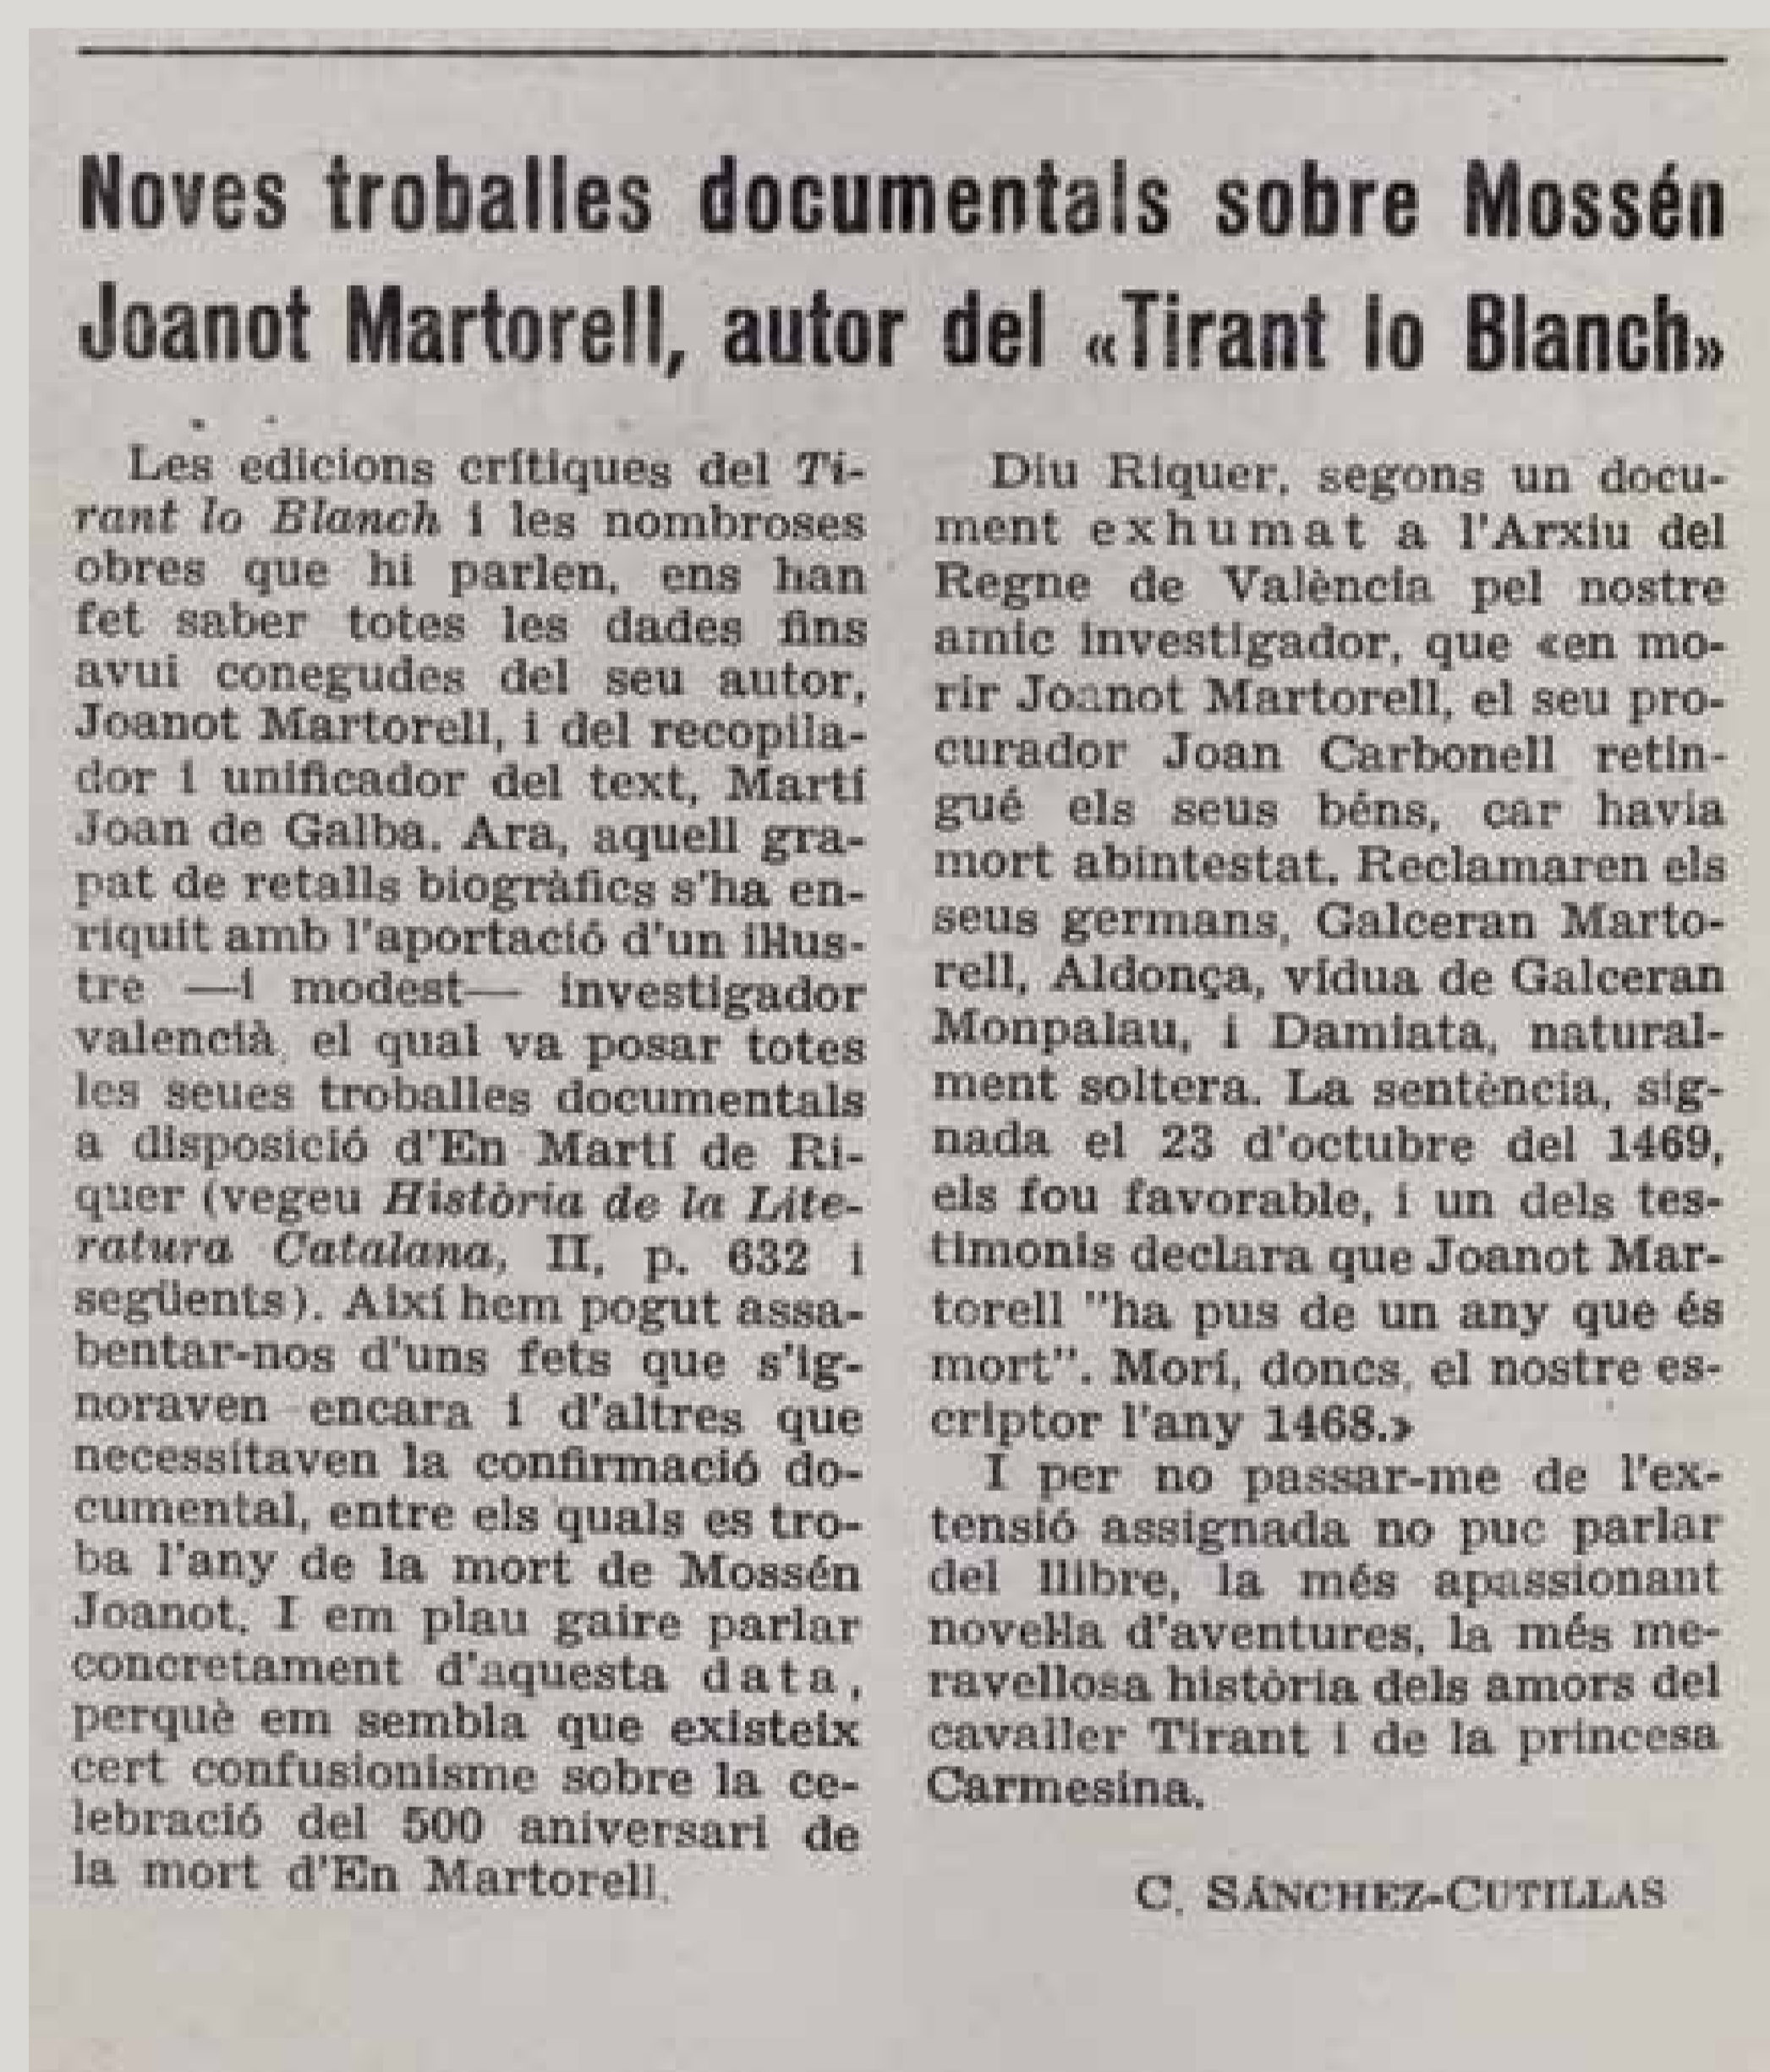 Noves troballes documentals sobre Mossén
Joanot Martorell, autor del «Tirant lo Blanch»
Les edicions crítiques del Ti-
rant lo Blanch i les nombroses
obres que hi parlen, ens han
fet saber totes les dades fins
avui conegudes del seu autor,
Joanot Martorell, i del recopila-
dor i unificador del text, Martí
Joan de Galba. Ara, aquell gra-
pat de retalls biogràfics s'ha en-
riquit amb l'aportació d'un iŀlus-
tre —i modest— investigador
valencià, el qual va posar totes
les seues troballes documentals
a disposició d'En Martí de Ri-
quer (vegeu Història de la Lite-
ratura Catalana, II, p. 632 i
següents). Així hem pogut assa-
bentar-nos d'uns fets que s'ig-
noraven encara i d'altres que
necessitaven la confirmació do-
cumental, entre els quals es tro-
ba l'any de la mort de Mossén
Joanot. I em plau gaire parlar
concretament d'aquesta data,
perquè em sembla que existeix
cert confusionisme sobre la ce-
lebració del 500 aniversari de
la mort d'En Martorell.
Diu Riquer, segons un docu-
ment exhumat a l'Arxiu del
Regne de València pel nostre
amic investigador, que «en mo-
rir Joanot Martorell, el seu pro-
curador Joan Carbonell retin-
gué els seus béns, car havia
mort abintestat. Reclamaren els
seus germans, Galceran Marto-
rell, Aldonça, vídua de Galceran
Monpalau, i Damiata, natural-
ment soltera. La sentència, sig-
nada el 23 d'octubre del 1469,
els fou favorable, i un dels tes-
timonis declara que Joanot Mar-
torell "ha pus de un any que és
mort". Morí, doncs, el nostre es-
criptor l'any 1468.»
I per no passar-me de l'ex-
tensió assignada no puc parlar
del llibre, la més apassionant
noveŀla d'aventures, la més me-
ravellosa història dels amors del
cavaller Tirant i de la princesa
Carmesina.
C. SÁNCHEZ-CUTILLAS